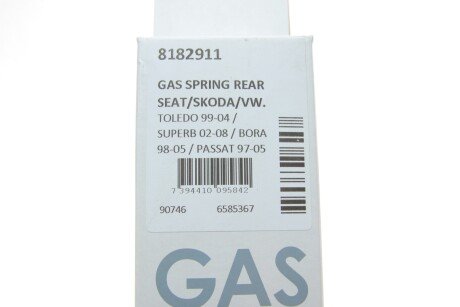 8182911
GAS SPRING REAR
SEAT/SKODA/VW.
TOLEDO 99-04 /
SUPERB 02-08 / BORA
98-05 / PASSAT 97-05
7 394410 095842
90746 6585367
GAS